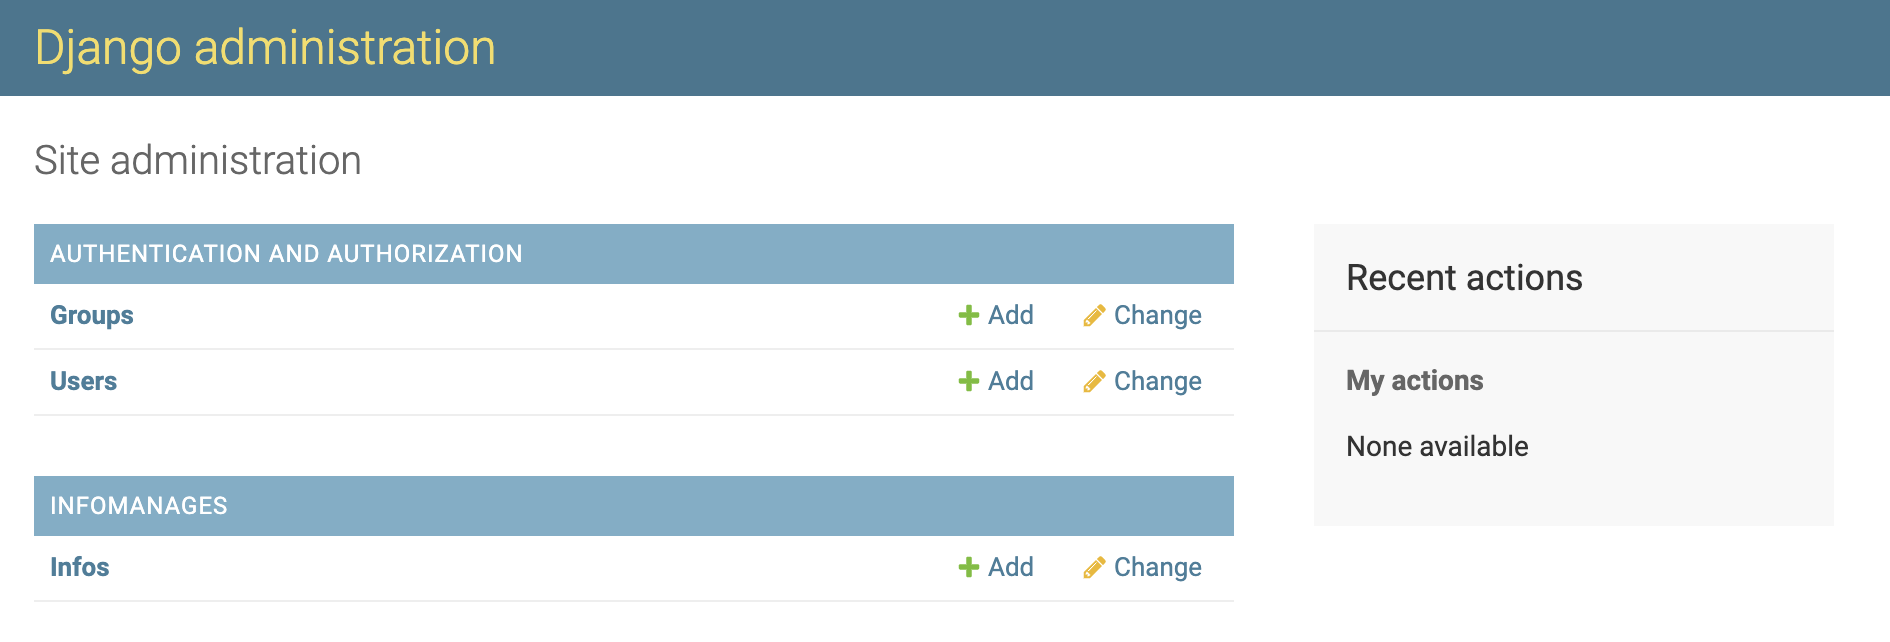 Django administration
Site administration
AUTHENTICATION AND AUTHORIZATION
Groups Add Change
Users Add Change
INFOMANAGES
Infos Add Change
Recent actions
My actions
None available